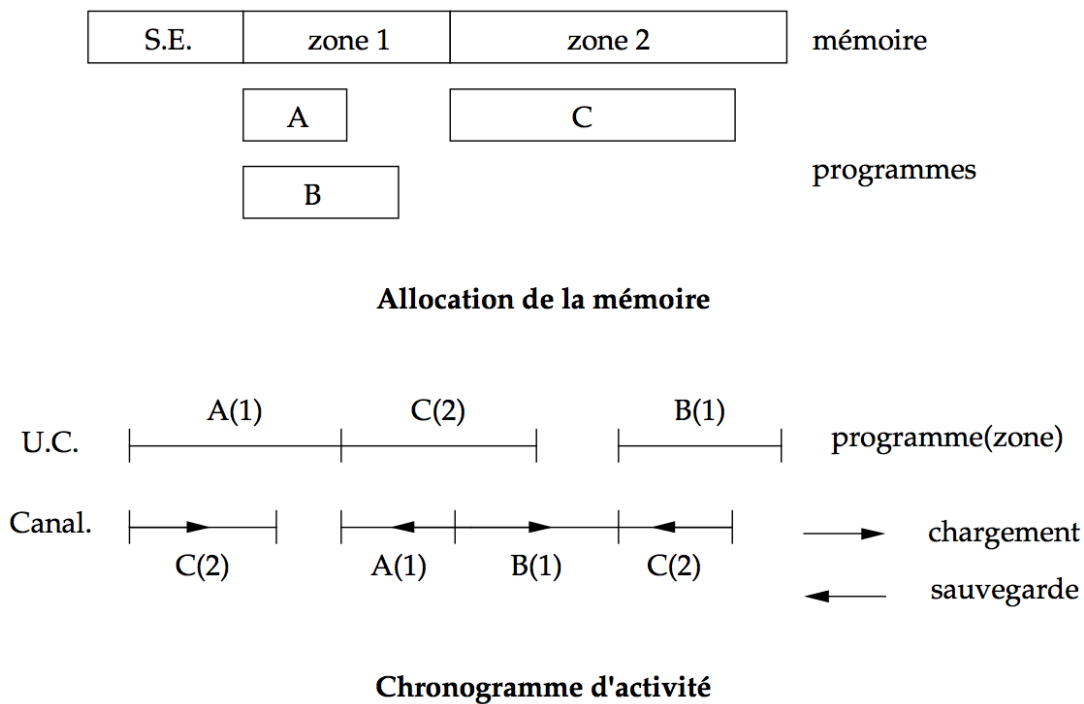 S.E. zone 1 zone 2 mémoire
A C
programmes
B
Allocation de la mémoire
A(1) C(2) B(1)
U.C. programme(zone)
Canal. chargement
C(2) A(1) B(1) C(2)
sauvegarde
Chronogramme d'activité